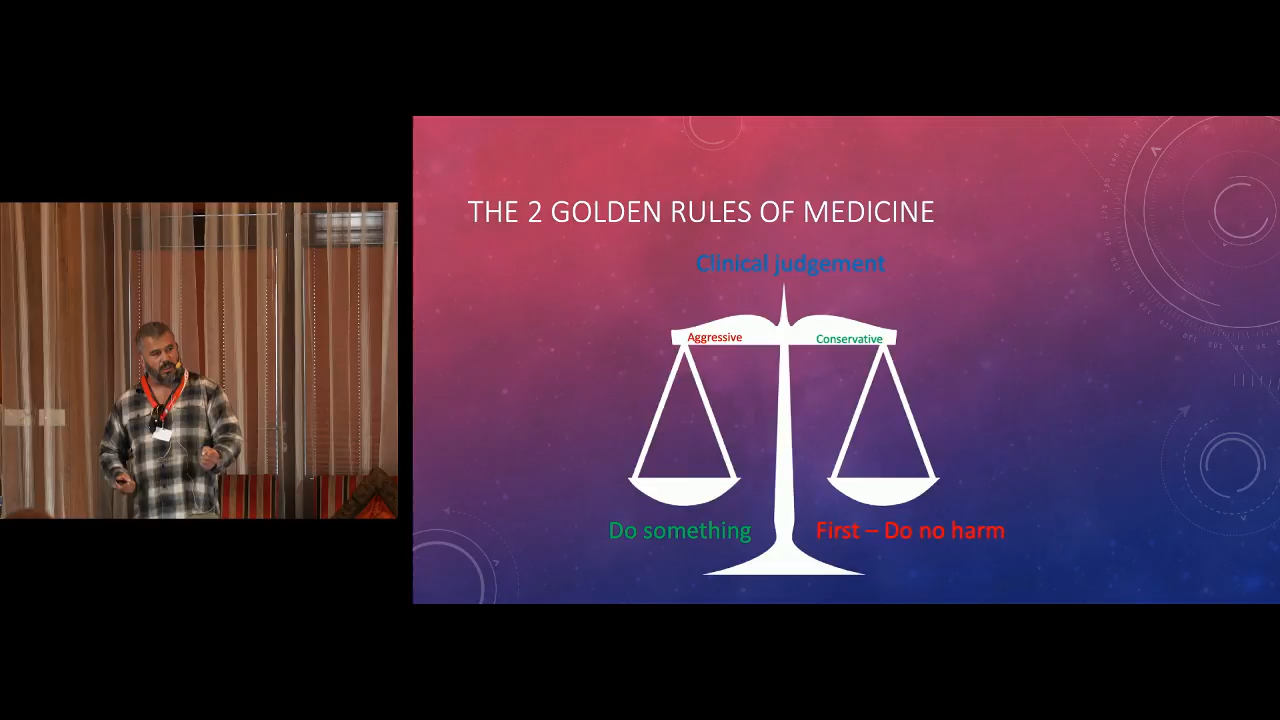 THE 2 GOLDEN RULES OF MEDICINE
Clinical judgement
Aggressive
Conservative
Do something
First – Do no harm